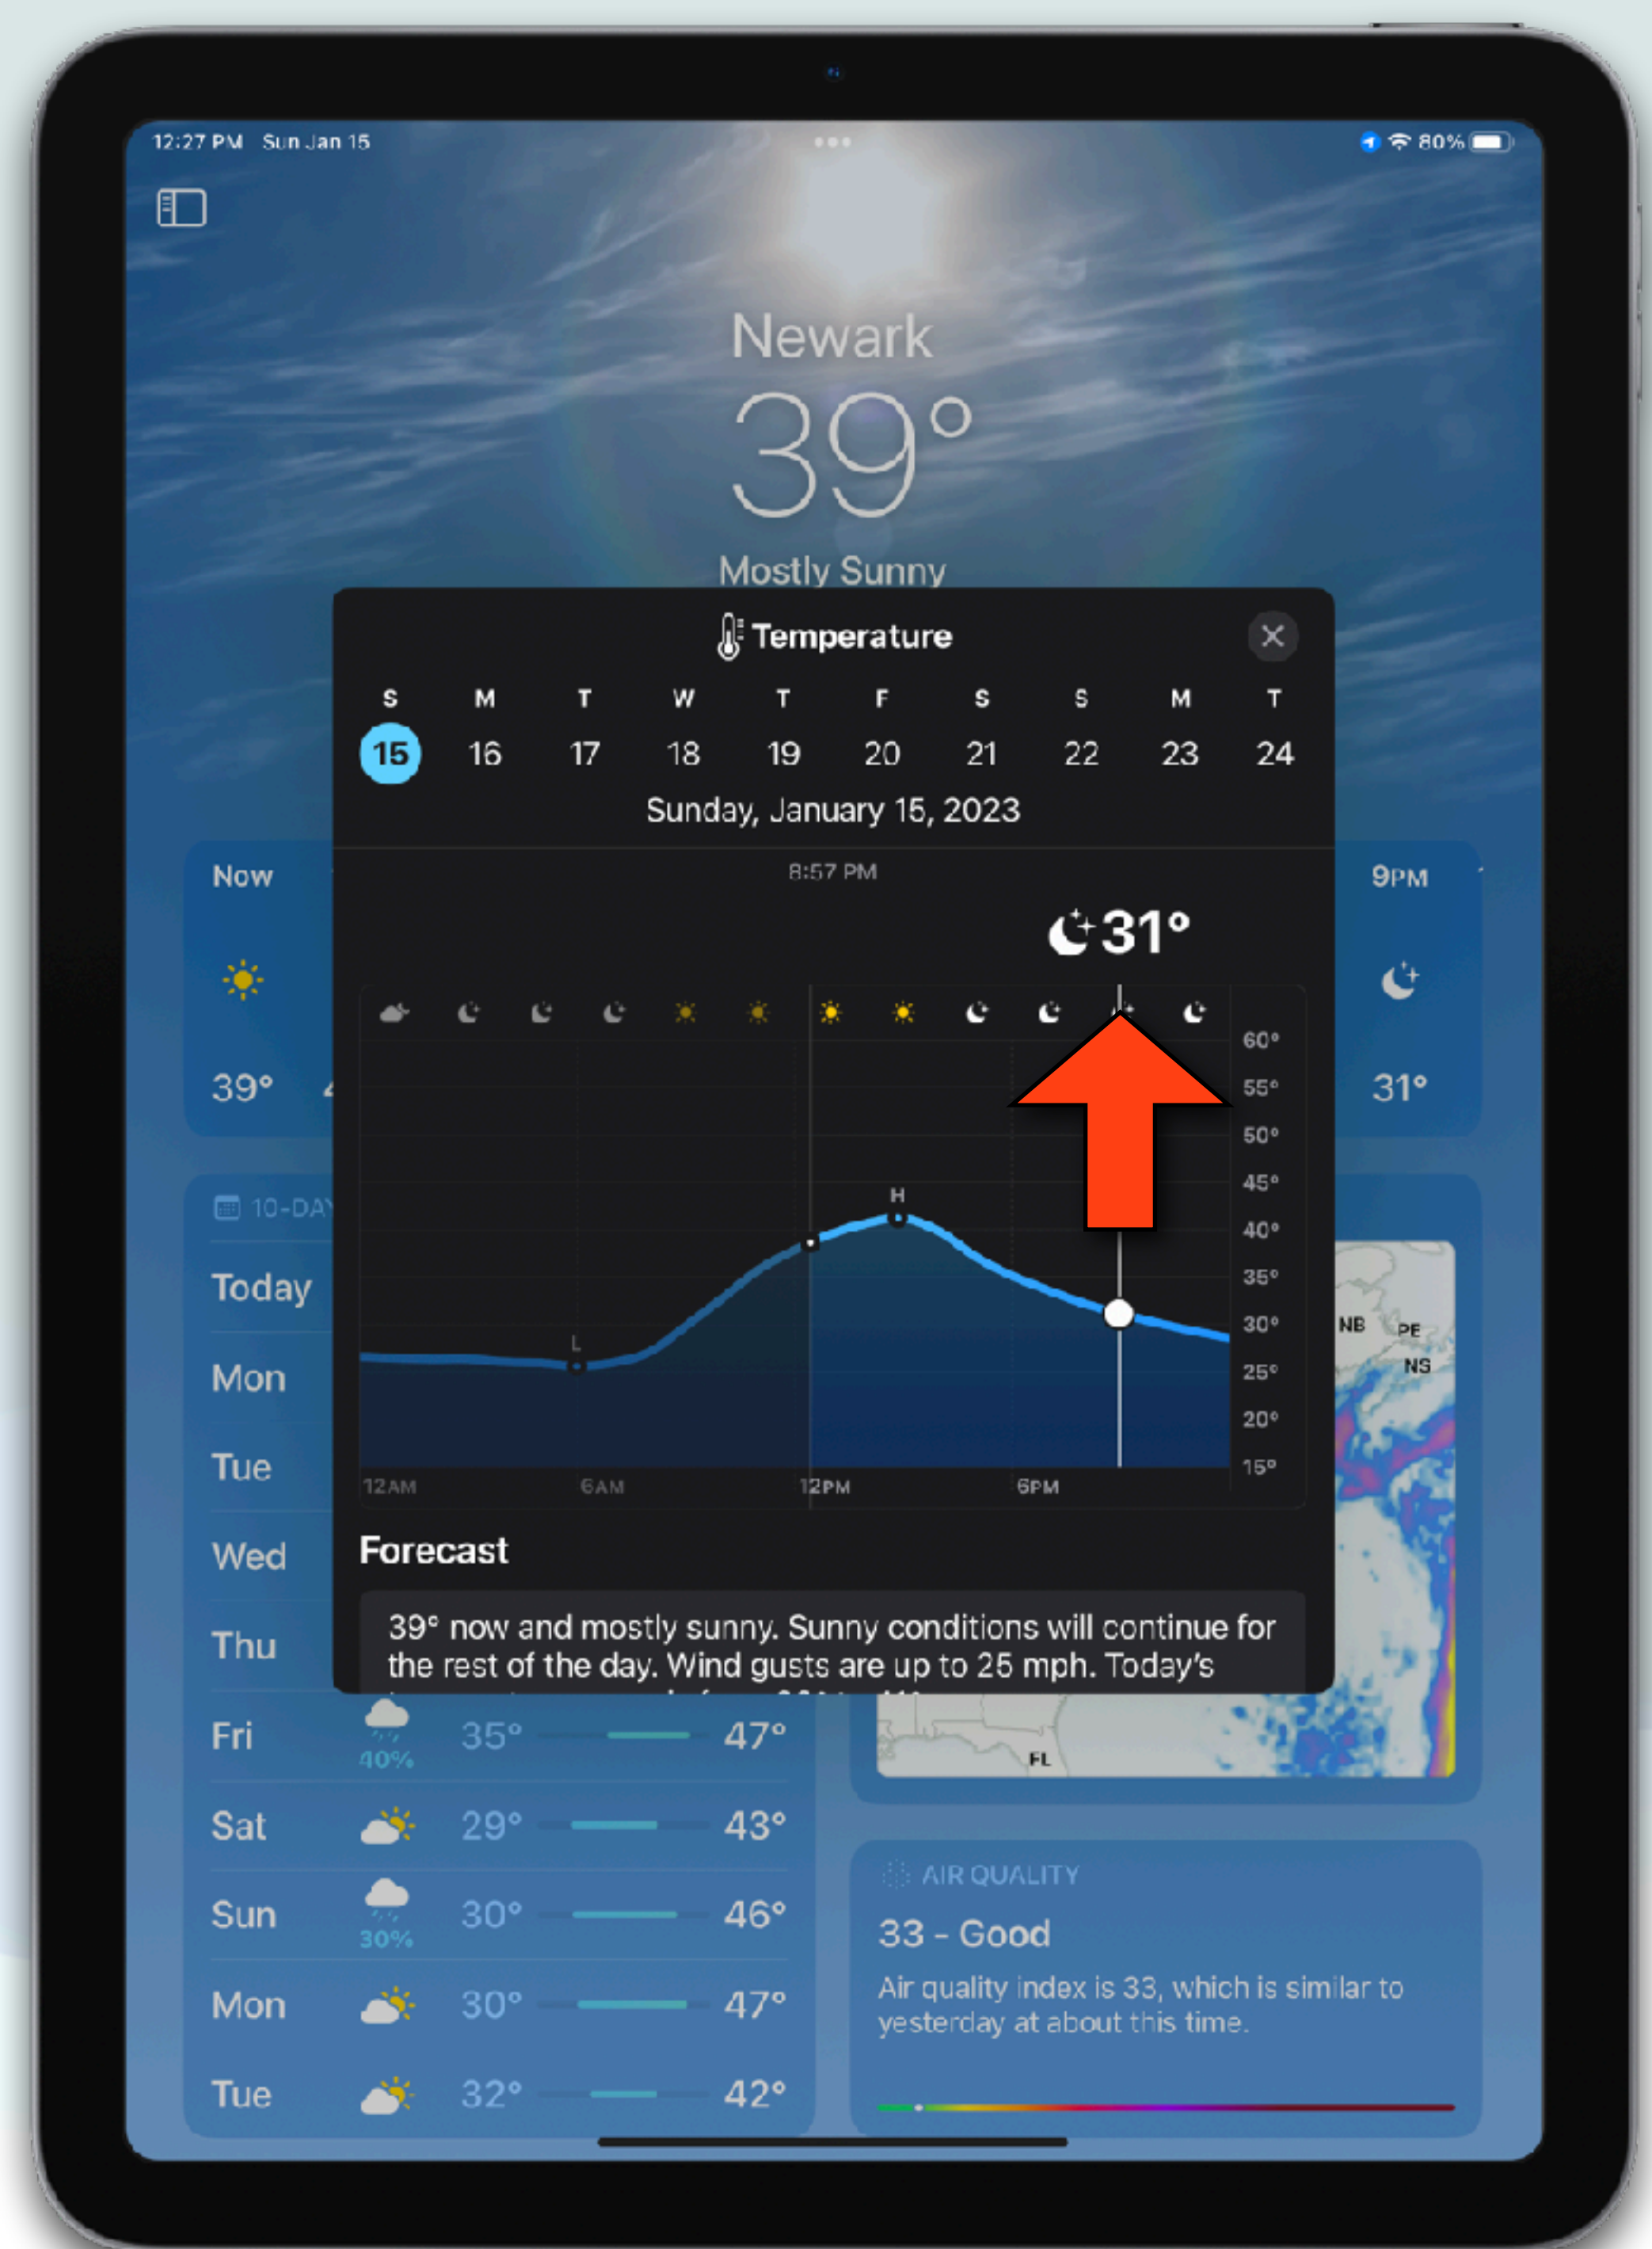 12:27 PM Sun Jan 15
80%
Newark
39°
Mostly Sunny
Temperature
S M T W T F S S M T
15 16 17 18 19 20 21 22 23 24
Sunday, January 15, 2023
8:57 PM
31°
Now
39°
9PM
31°
60°
55°
50°
45°
40°
35°
30°
25°
20°
15°
H
L
12AM 6AM 12PM 6PM
Forecast
39° now and mostly sunny. Sunny conditions will continue for
the rest of the day. Wind gusts are up to 25 mph. Today's
10-DAY
Today
Mon
Tue
Wed
Thu
Fri 40% 35° 47°
Sat 29° 43°
Sun 30% 30° 46°
Mon 30° 47°
Tue 32° 42°
NB
PE
NS
FL
AIR QUALITY
33 - Good
Air quality index is 33, which is similar to
yesterday at about this time.